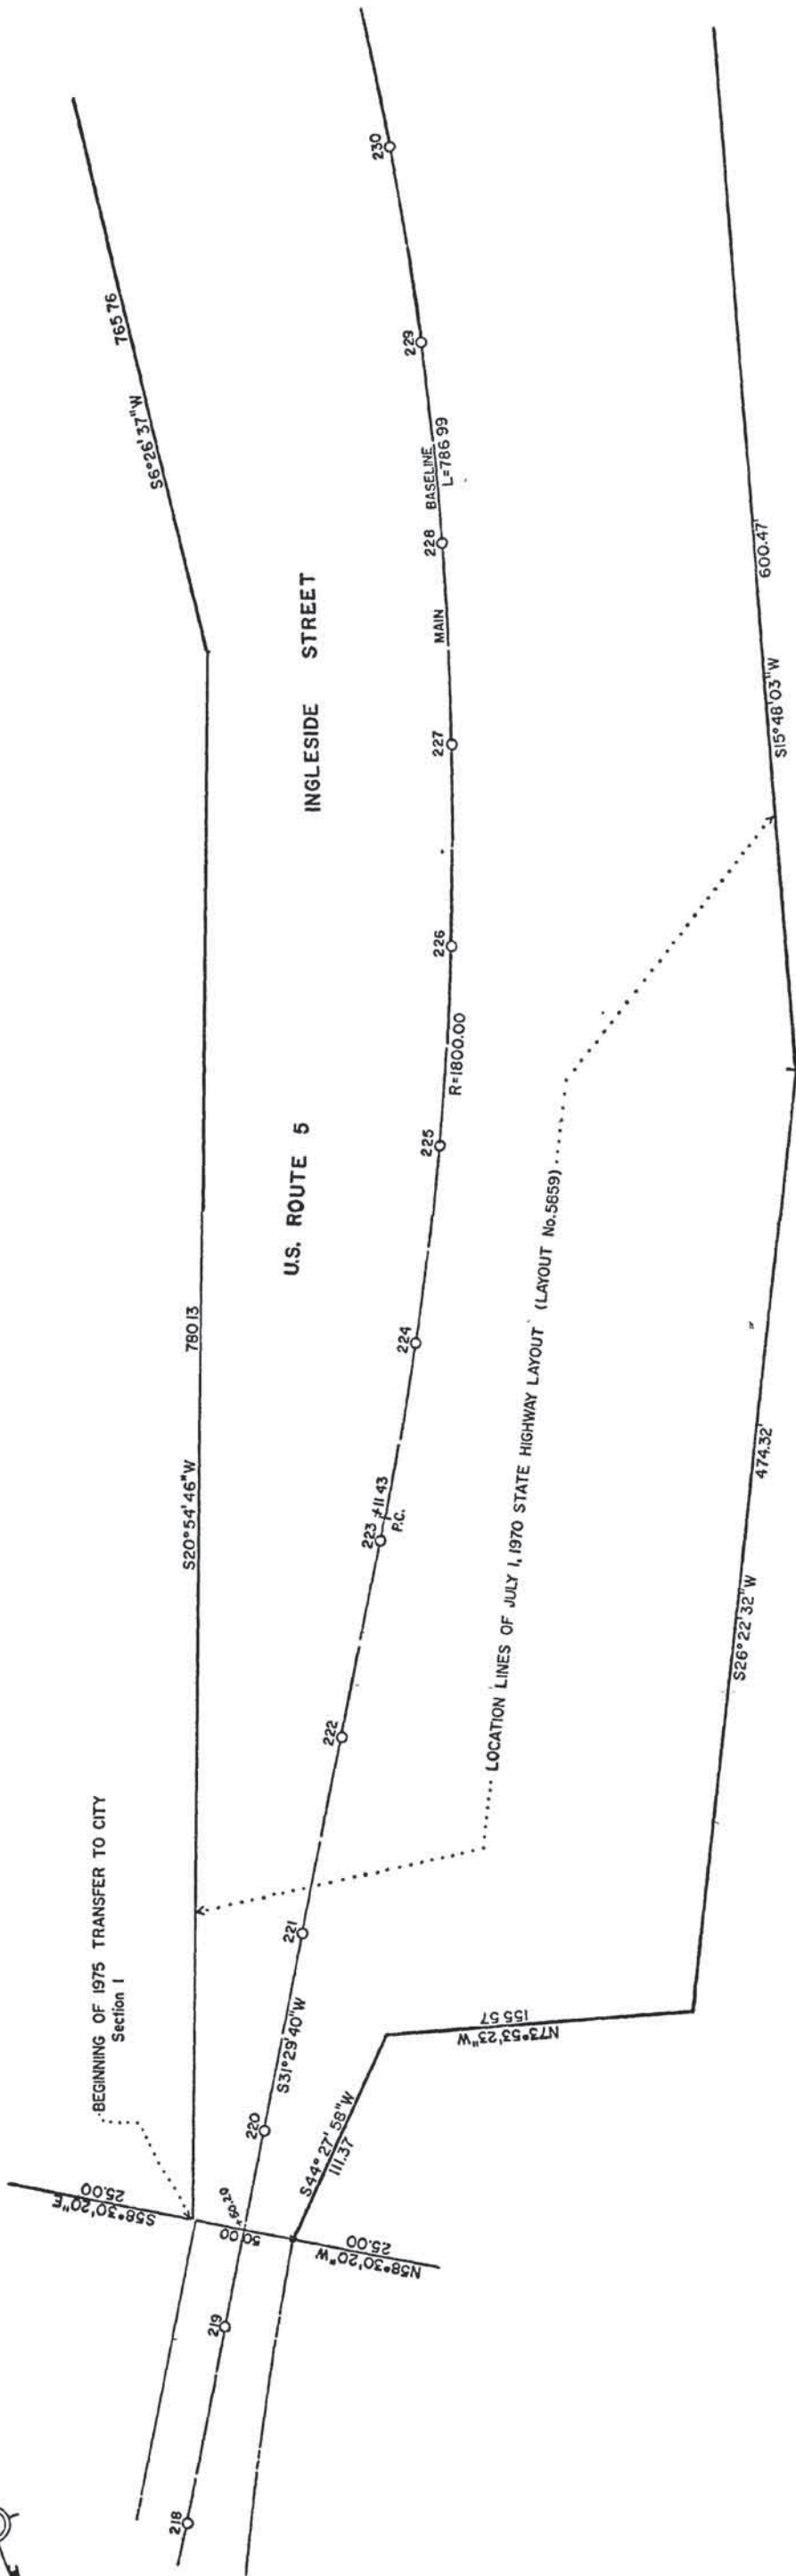 BEGINNING OF 1975 TRANSFER TO CITY
Section 1
S58°30'20"E
25.00
50.00
+60.20
N58°30'20"W
25.00
S20°54'46"W
780.13
S6°26'37"W
765.76
U.S. ROUTE 5
INGLESIDE STREET
218
219
220
S31°29'40"W
221
222
223
+11.43
P.C.
224
225
R=1800.00
226
227
MAIN
228
BASELINE
L=786.99
229
230
LOCATION LINES OF JULY 1, 1970 STATE HIGHWAY LAYOUT (LAYOUT No.5859)
S44°27'58"W
111.37
N73°53'23"W
155.57
S26°22'32"W
474.32'
S15°48'03"W
600.47'